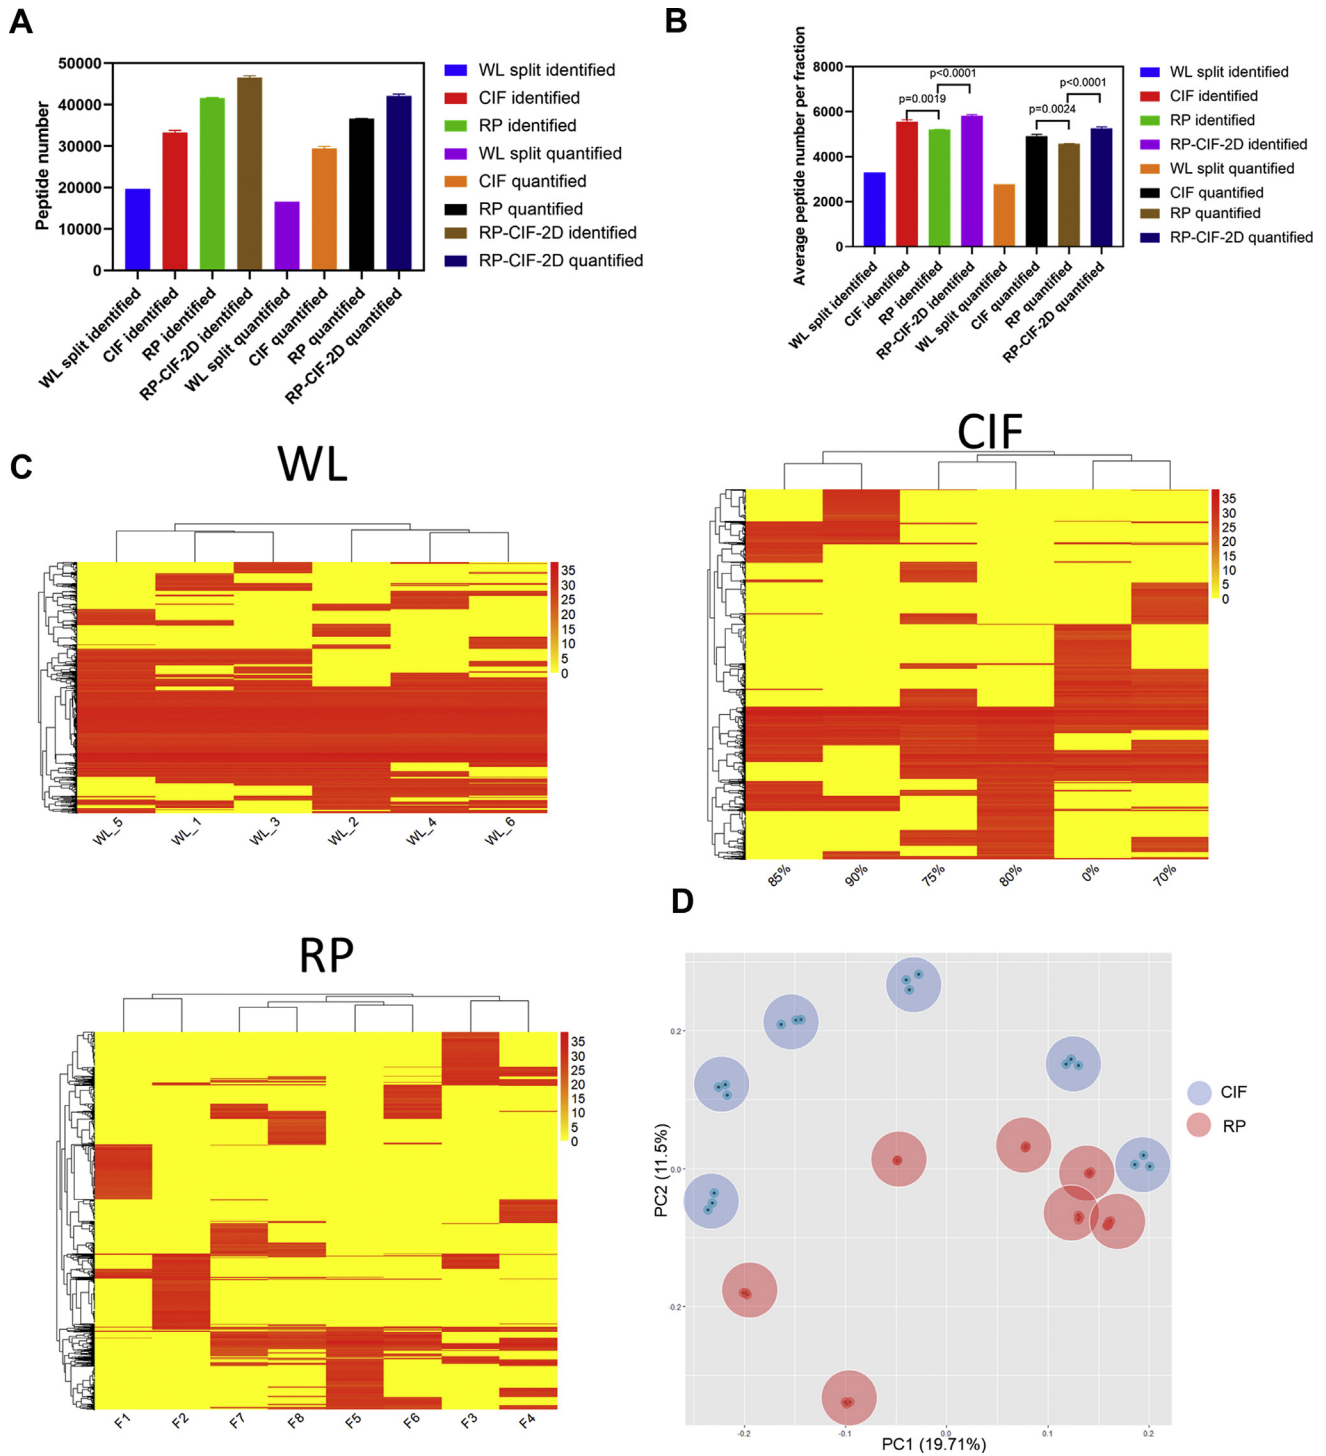 A
Peptide number
50000
40000
30000
20000
10000
0
WL split identified
CIF identified
RP identified
RP-CIF-2D identified
WL split quantified
CIF quantified
RP quantified
RP-CIF-2D quantified
WL split identified
CIF identified
RP identified
WL split quantified
CIF quantified
RP quantified
RP-CIF-2D identified
RP-CIF-2D quantified
B
Average peptide number per fraction
8000
6000
4000
2000
0
p=0.0019
p<0.0001
p=0.0024
p<0.0001
WL split identified
CIF identified
RP identified
RP-CIF-2D identified
WL split quantified
CIF quantified
RP quantified
RP-CIF-2D quantified
WL split identified
CIF identified
RP identified
RP-CIF-2D identified
WL split quantified
CIF quantified
RP quantified
RP-CIF-2D quantified
C
WL
35
30
25
20
15
10
5
0
WL_5 WL_1 WL_3 WL_2 WL_4 WL_6
CIF
35
30
25
20
15
10
5
0
85% 90% 75% 80% 0% 70%
RP
35
30
25
20
15
10
5
0
F1 F2 F7 F8 F5 F6 F3 F4
D
PC2 (11.5%)
0.2
0.0
-0.2
-0.2 -0.1 0.0 0.1 0.2
PC1 (19.71%)
CIF
RP